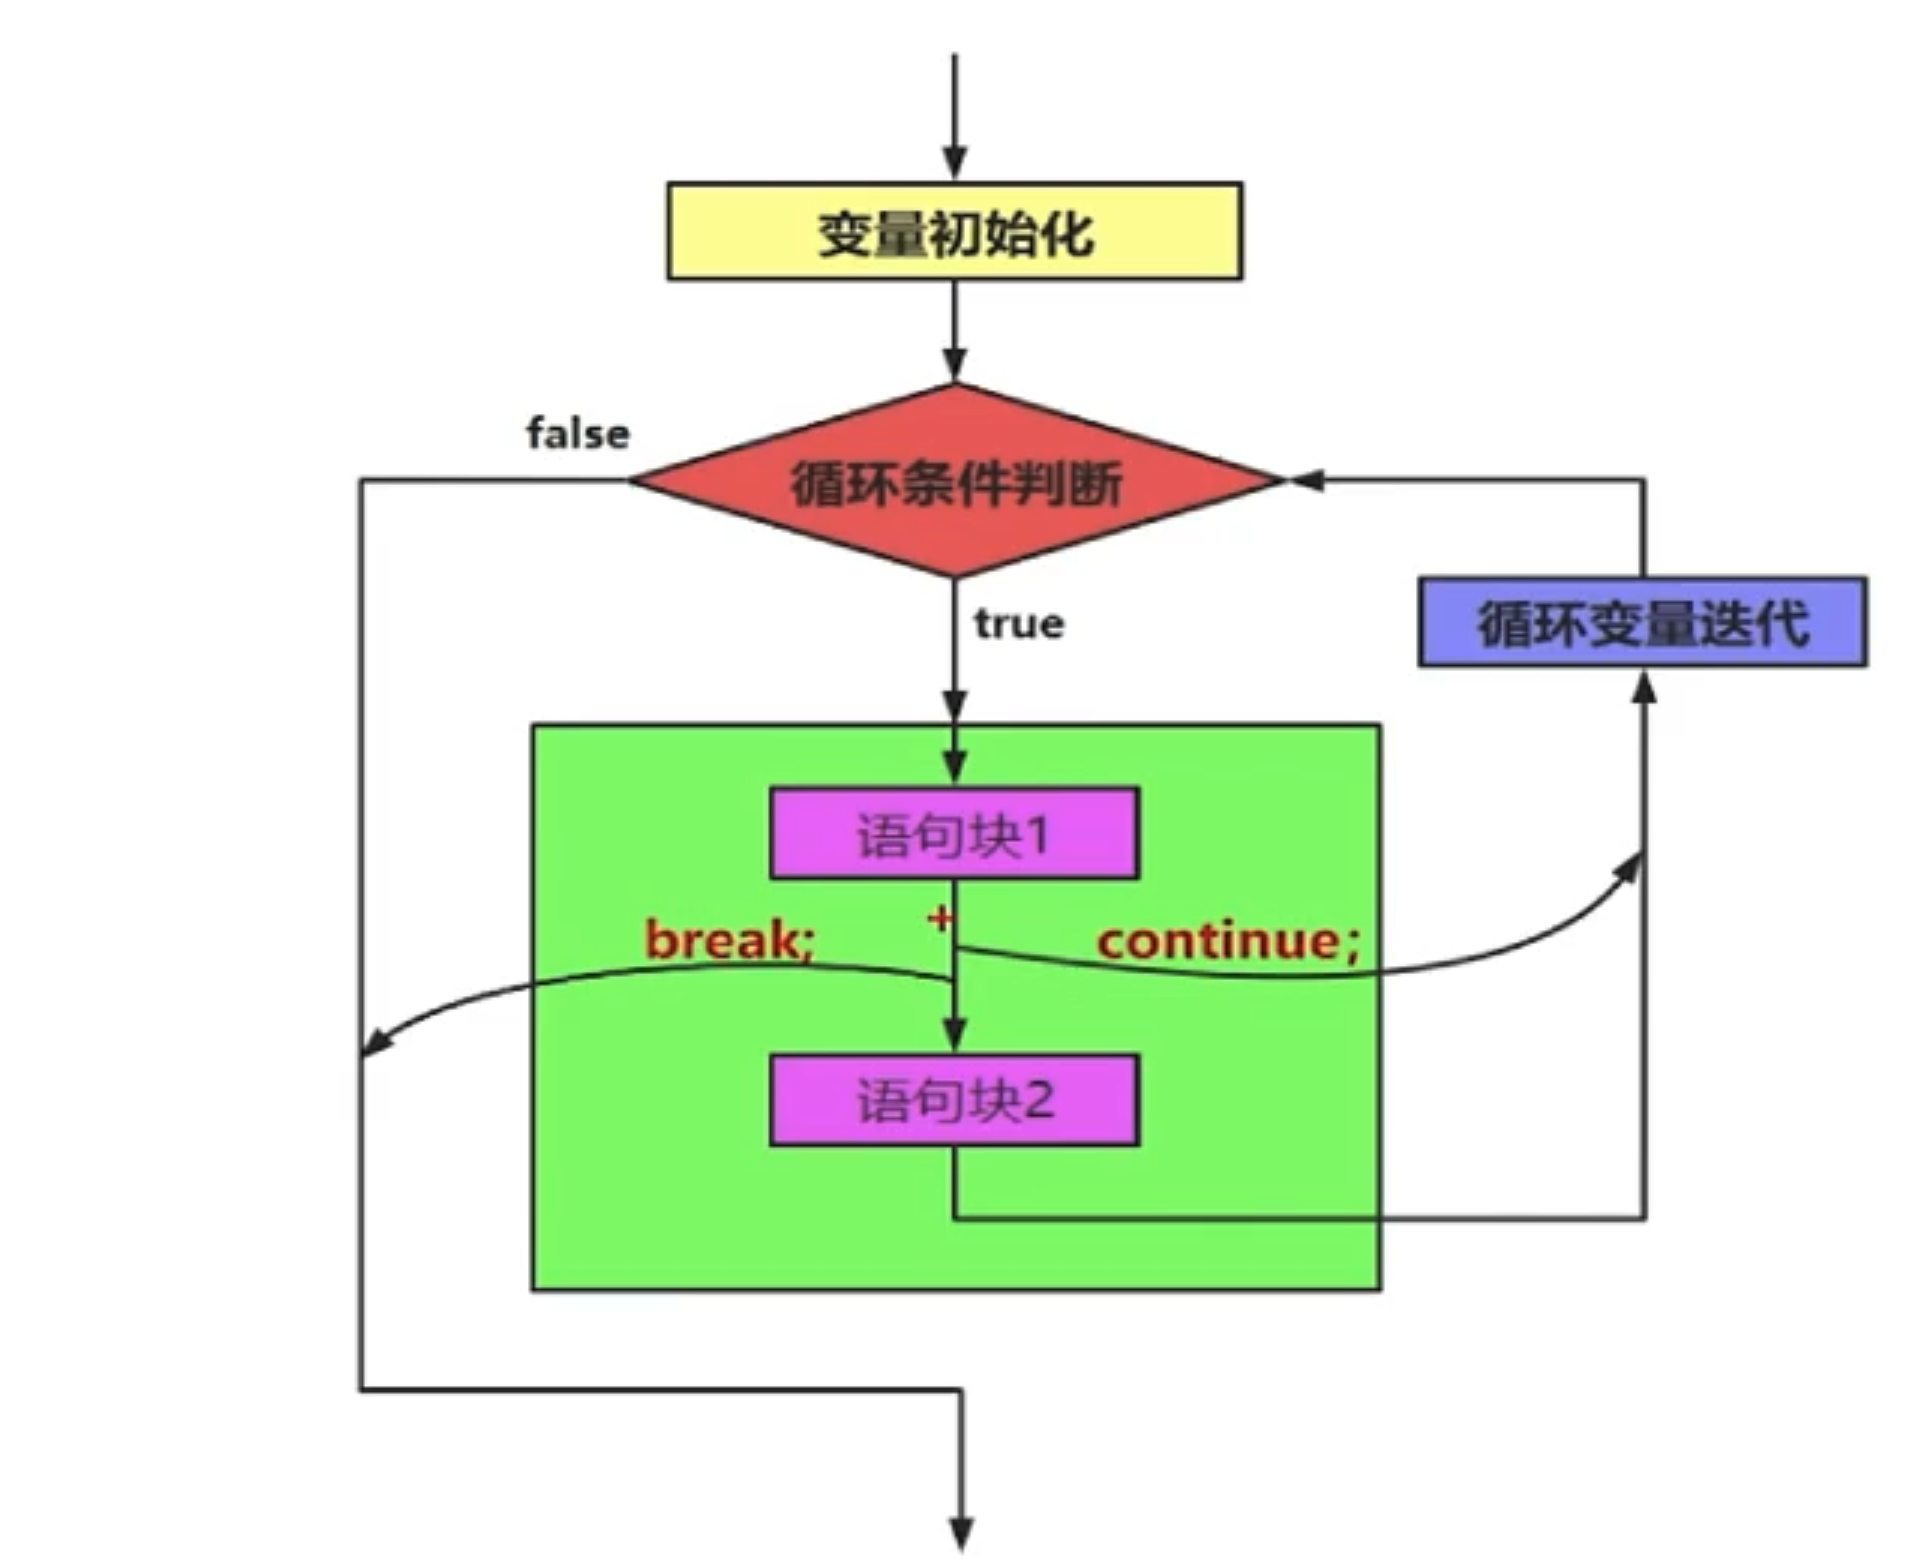 变量初始化
false
循环条件判断
true
循环变量迭代
语句块1
+
break;
continue;
语句块2